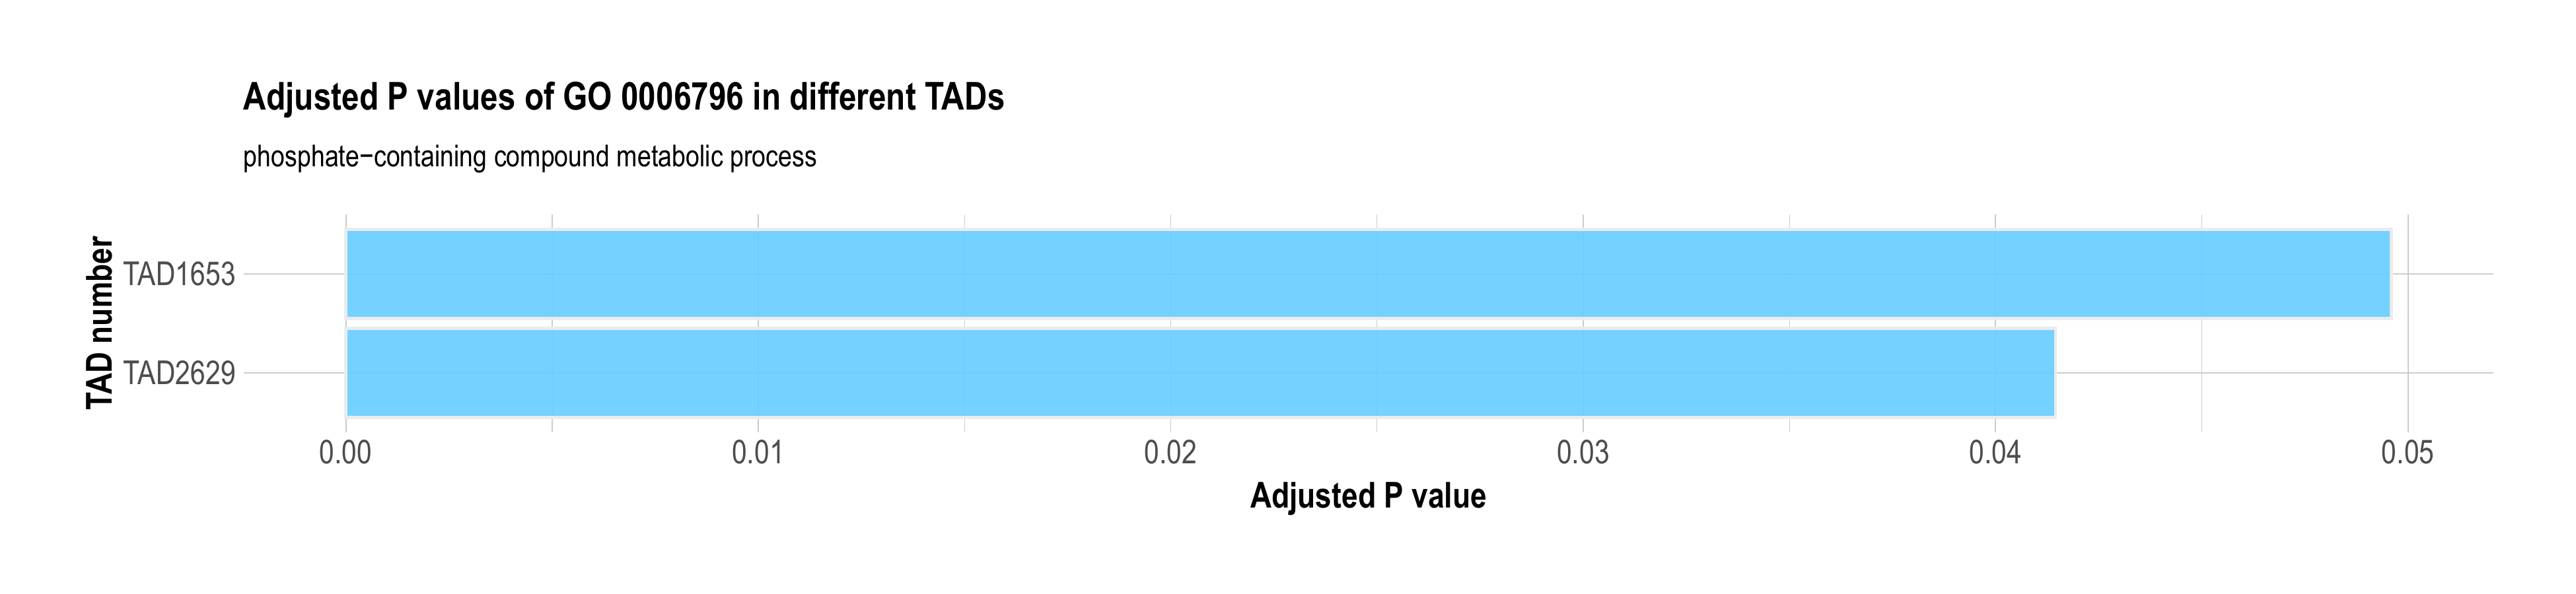 Adjusted P values of GO 0006796 in different TADs
phosphate−containing compound metabolic process
TAD number
TAD1653
TAD2629
0.00 0.01 0.02 0.03 0.04 0.05
Adjusted P value